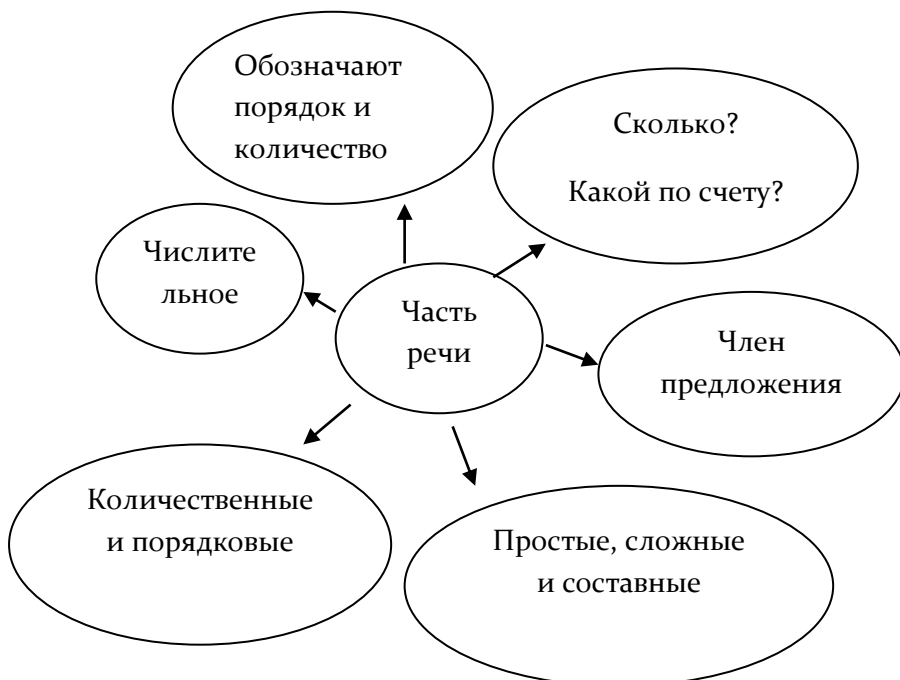 Обозначают
порядок и
количество
Сколько?
Какой по счету?
Числите
льное
Часть
речи
Член
предложения
Количественные
и порядковые
Простые, сложные
и составные